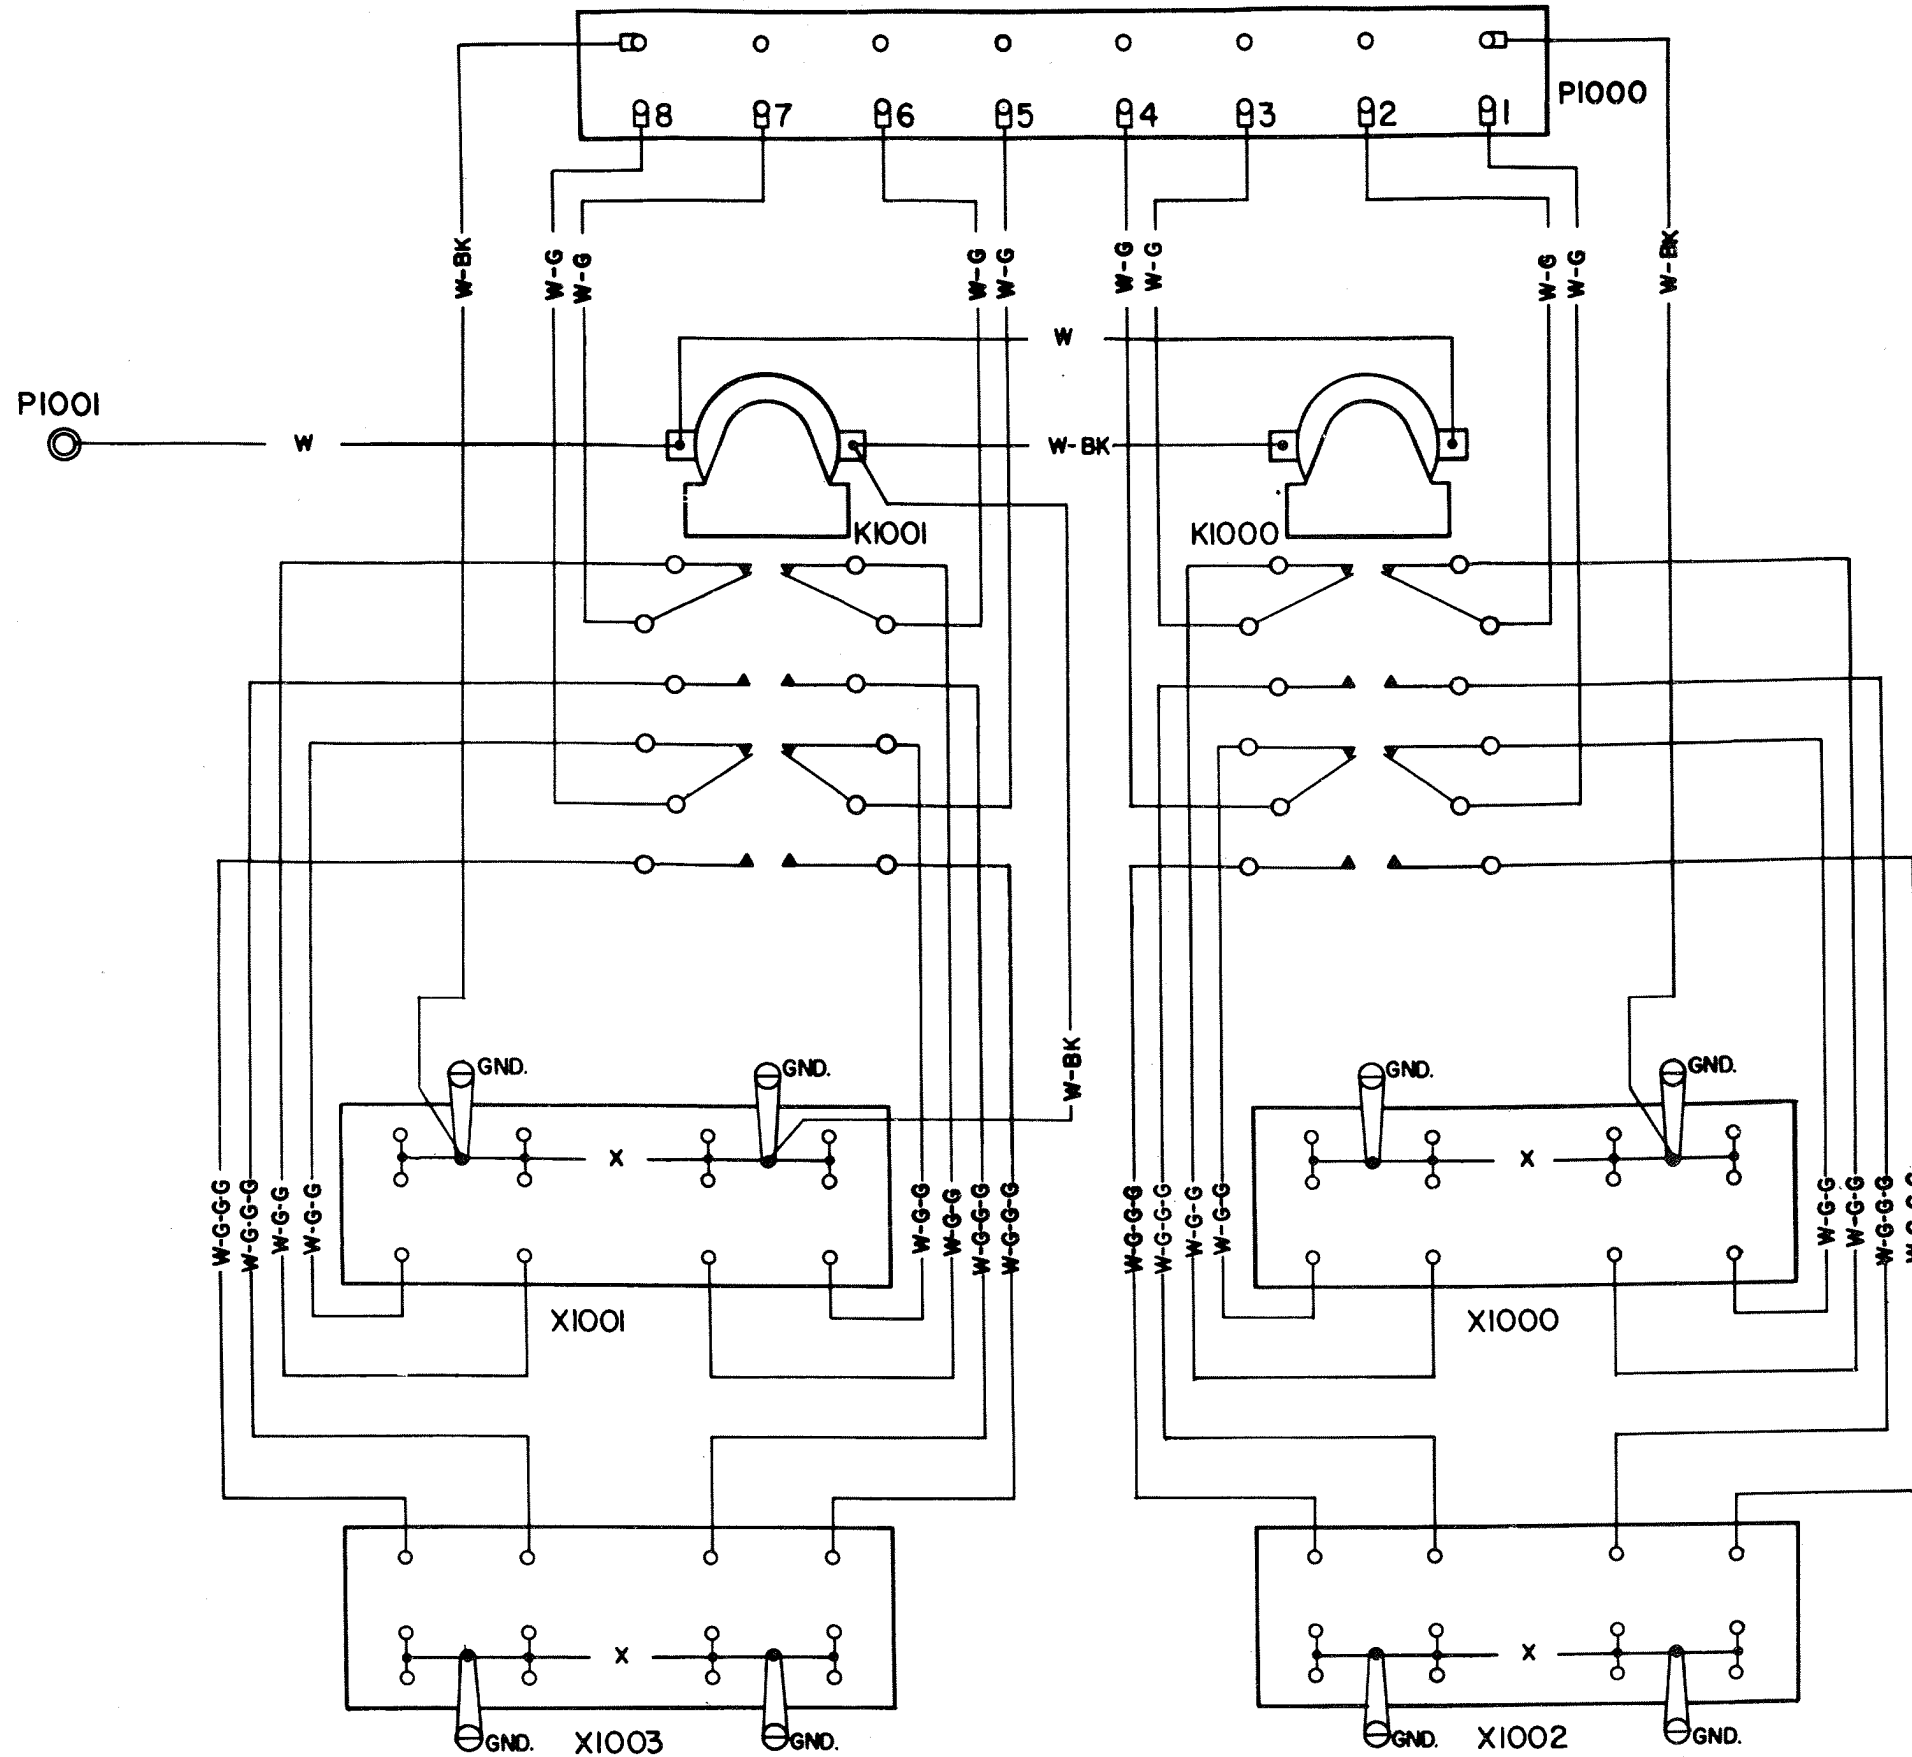 P1000
8 7 6 5 4 3 2 1
W-BK W-G W-G W-G W-G W-G W-G W-G W-G W-BK
W
P1001
W W-BK
K1001 K1000
W-BK
GND. GND. GND. GND.
X X
W-G-G-G W-G-G-G W-G-G W-G-G W-G-G W-G-G W-G-G-G W-G-G-G W-G-G-G W-G-G-G W-G-G W-G-G W-G-G W-G-G W-G-G-G
X1001 X1000
X X
GND. X1003 GND. GND. X1002 GND.